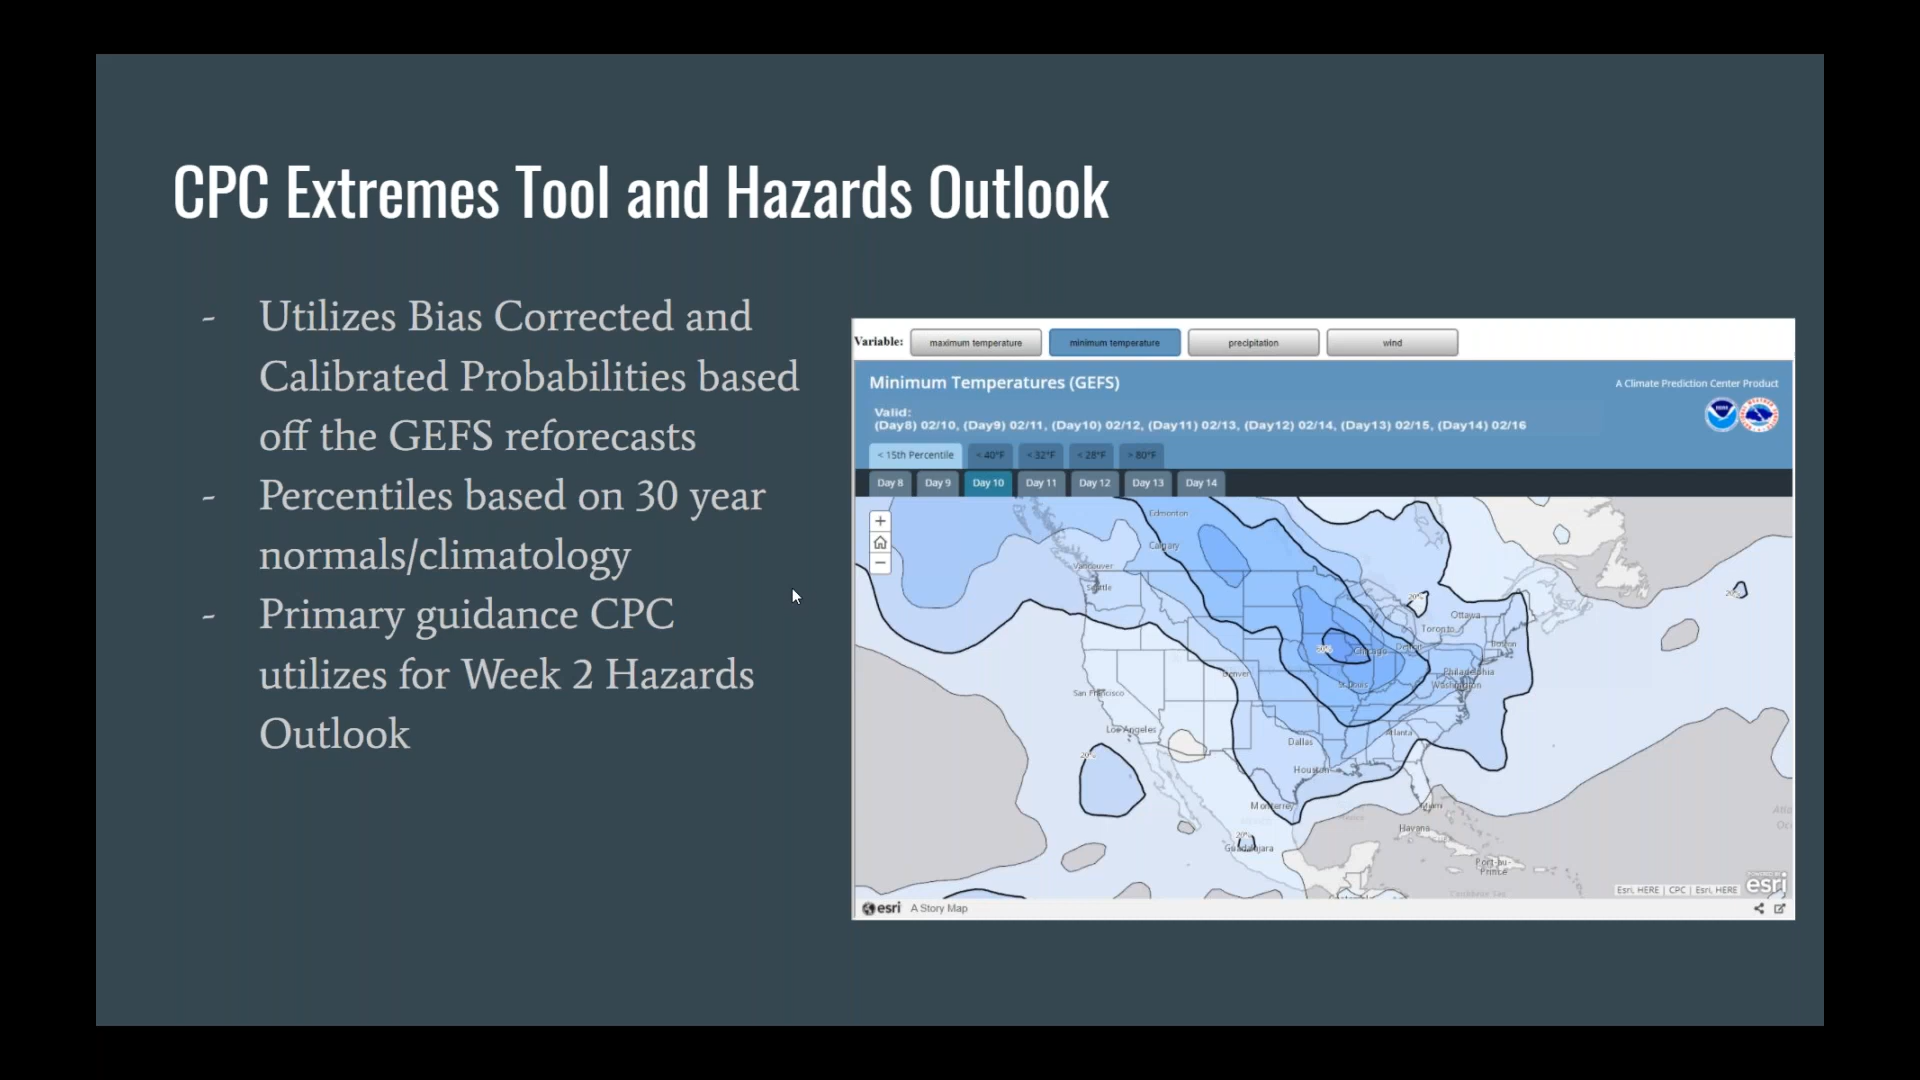 CPC Extremes Tool and Hazards Outlook
- Utilizes Bias Corrected and
Calibrated Probabilities based
off the GEFS reforecasts
- Percentiles based on 30 year
normals/climatology
- Primary guidance CPC
utilizes for Week 2 Hazards
Outlook
Variable: maximum temperature minimum temperature precipitation wind
Minimum Temperatures (GEFS)
A Climate Prediction Center Product
Valid:
(Day8) 02/10, (Day9) 02/11, (Day10) 02/12, (Day11) 02/13, (Day12) 02/14, (Day13) 02/15, (Day14) 02/16
< 15th Percentile < 40°F < 32°F < 28°F > 80°F
Day 8 Day 9 Day 10 Day 11 Day 12 Day 13 Day 14
Edmonton
Calgary
Vancouver
Seattle
20%
Ottawa
Toronto
Boston
Chicago Detroit
Denver
Philadelphia
St Louis
Washington
San Francisco
Los Angeles
Atlanta
Dallas
20%
Houston
Monterrey
Miami
Havana
20%
Guadalajara
Port-au-
Prince
Esri, HERE | CPC | Esri, HERE
esri
esri A Story Map